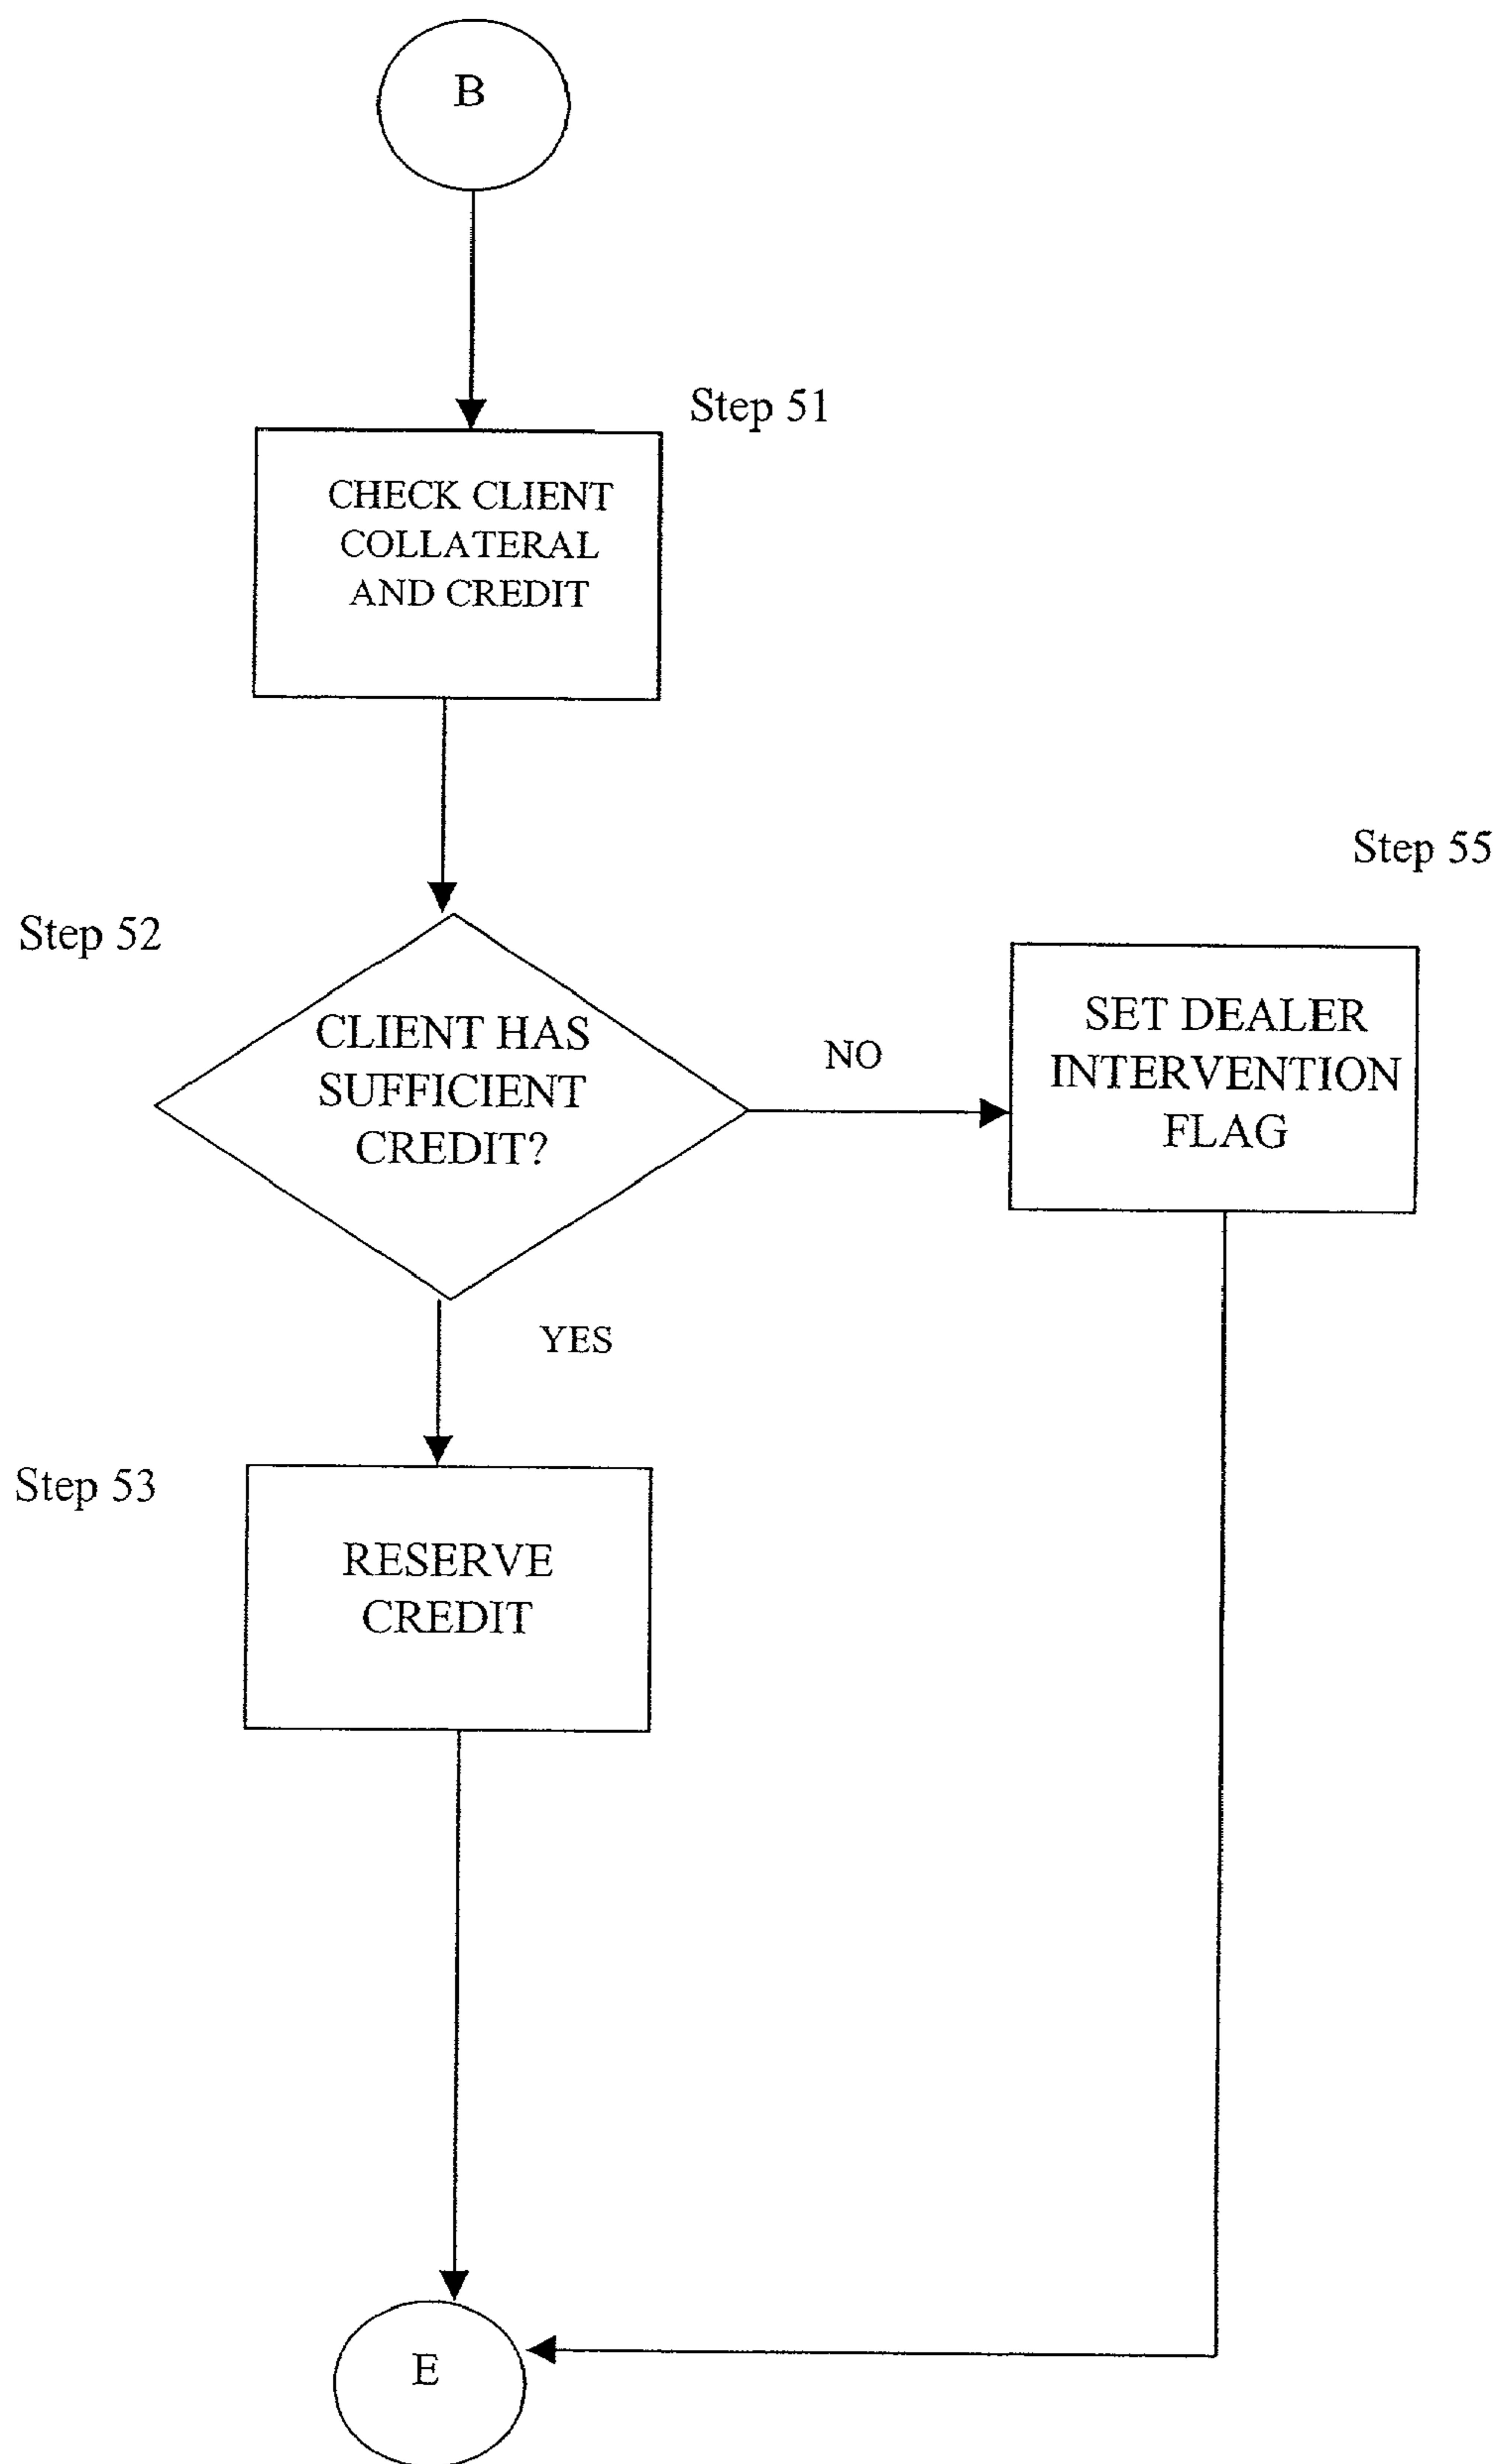 B
Step 51
CHECK CLIENT
COLLATERAL
AND CREDIT
Step 55
Step 52
CLIENT HAS
SUFFICIENT
CREDIT?
NO
SET DEALER
INTERVENTION
FLAG
YES
Step 53
RESERVE
CREDIT
E